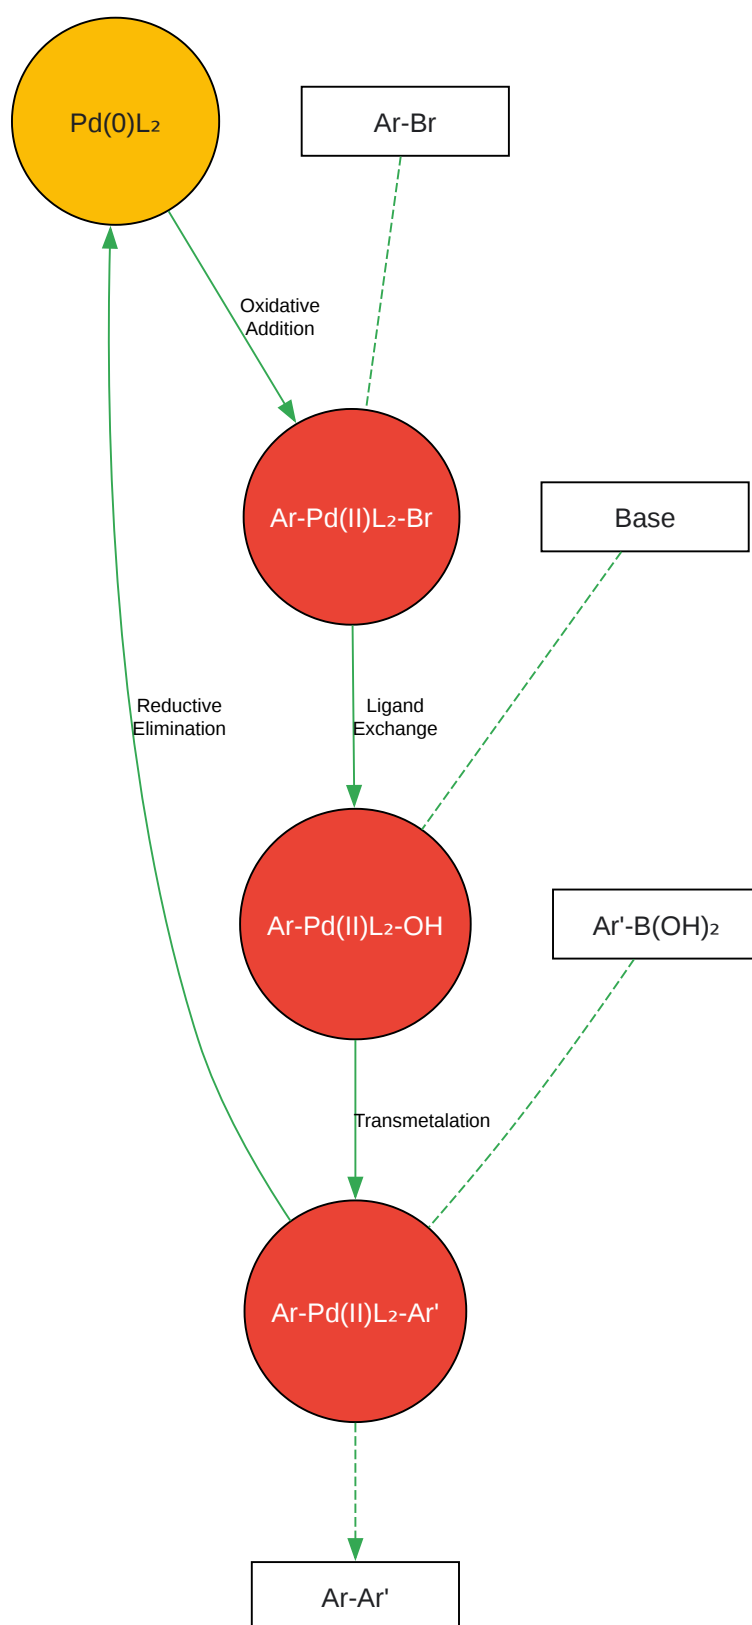 Pd(0)L₂
Ar-Br
Oxidative
Addition
Ar-Pd(II)L₂-Br
Base
Reductive
Elimination
Ligand
Exchange
Ar-Pd(II)L₂-OH
Ar'-B(OH)₂
Transmetalation
Ar-Pd(II)L₂-Ar'
Ar-Ar'